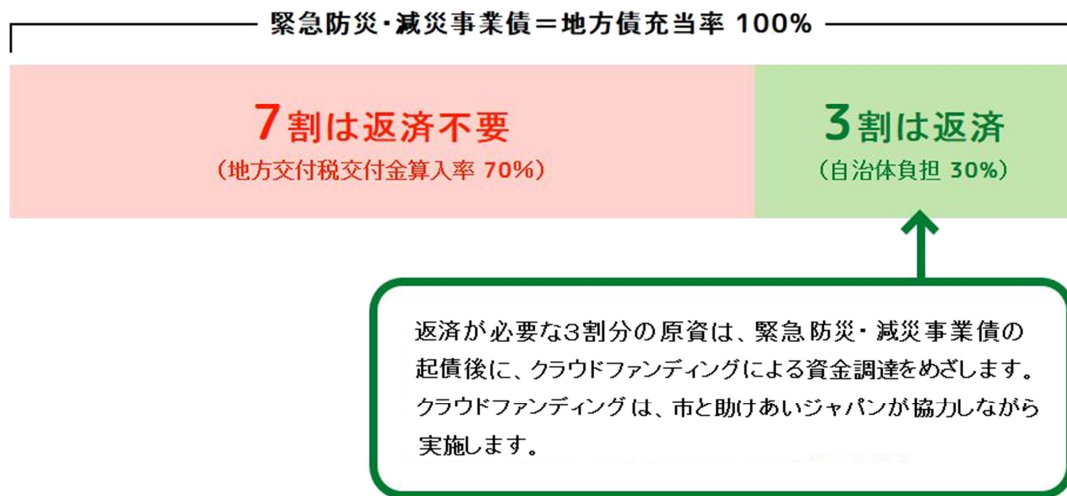 緊急防災・減災事業債＝地方債充当率 100%
7割は返済不要
（地方交付税交付金算入率 70%）
3割は返済
（自治体負担 30%）
返済が必要な3割分の原資は、緊急防災・減災事業債の
起債後に、クラウドファンディングによる資金調達をめざします。
クラウドファンディングは、市と助けあいジャパンが協力しながら
実施します。